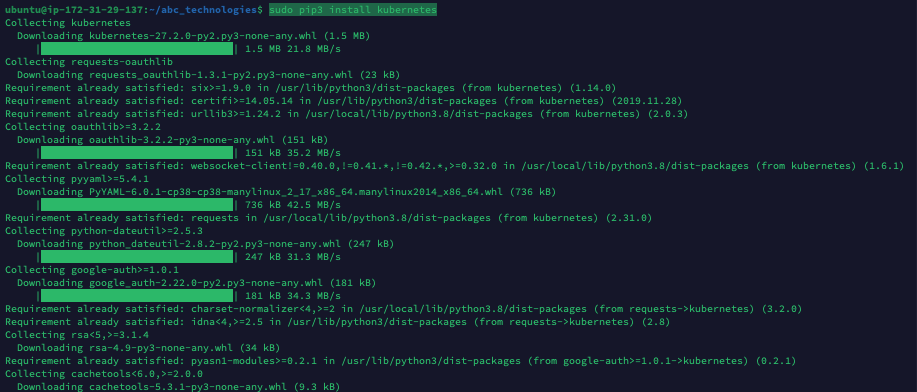 ubuntu@ip-172-31-29-137:~/abc_technologies$ sudo pip3 install kubernetes
Collecting kubernetes
  Downloading kubernetes-27.2.0-py2.py3-none-any.whl (1.5 MB)
     |████████████████████████████████| 1.5 MB 21.8 MB/s
Collecting requests-oauthlib
  Downloading requests_oauthlib-1.3.1-py2.py3-none-any.whl (23 kB)
Requirement already satisfied: six>=1.9.0 in /usr/lib/python3/dist-packages (from kubernetes) (1.14.0)
Requirement already satisfied: certifi>=14.05.14 in /usr/lib/python3/dist-packages (from kubernetes) (2019.11.28)
Requirement already satisfied: urllib3>=1.24.2 in /usr/local/lib/python3.8/dist-packages (from kubernetes) (2.0.3)
Collecting oauthlib>=3.2.2
  Downloading oauthlib-3.2.2-py3-none-any.whl (151 kB)
     |████████████████████████████████| 151 kB 35.2 MB/s
Requirement already satisfied: websocket-client!=0.40.0,!=0.41.*,!=0.42.*,>=0.32.0 in /usr/local/lib/python3.8/dist-packages (from kubernetes) (1.6.1)
Collecting pyyaml>=5.4.1
  Downloading PyYAML-6.0.1-cp38-cp38-manylinux_2_17_x86_64.manylinux2014_x86_64.whl (736 kB)
     |████████████████████████████████| 736 kB 42.5 MB/s
Requirement already satisfied: requests in /usr/local/lib/python3.8/dist-packages (from kubernetes) (2.31.0)
Collecting python-dateutil>=2.5.3
  Downloading python_dateutil-2.8.2-py2.py3-none-any.whl (247 kB)
     |████████████████████████████████| 247 kB 31.3 MB/s
Collecting google-auth>=1.0.1
  Downloading google_auth-2.22.0-py2.py3-none-any.whl (181 kB)
     |████████████████████████████████| 181 kB 34.3 MB/s
Requirement already satisfied: charset-normalizer<4,>=2 in /usr/local/lib/python3.8/dist-packages (from requests->kubernetes) (3.2.0)
Requirement already satisfied: idna<4,>=2.5 in /usr/lib/python3/dist-packages (from requests->kubernetes) (2.8)
Collecting rsa<5,>=3.1.4
  Downloading rsa-4.9-py3-none-any.whl (34 kB)
Requirement already satisfied: pyasn1-modules>=0.2.1 in /usr/lib/python3/dist-packages (from google-auth>=1.0.1->kubernetes) (0.2.1)
Collecting cachetools<6.0,>=2.0.0
  Downloading cachetools-5.3.1-py3-none-any.whl (9.3 kB)